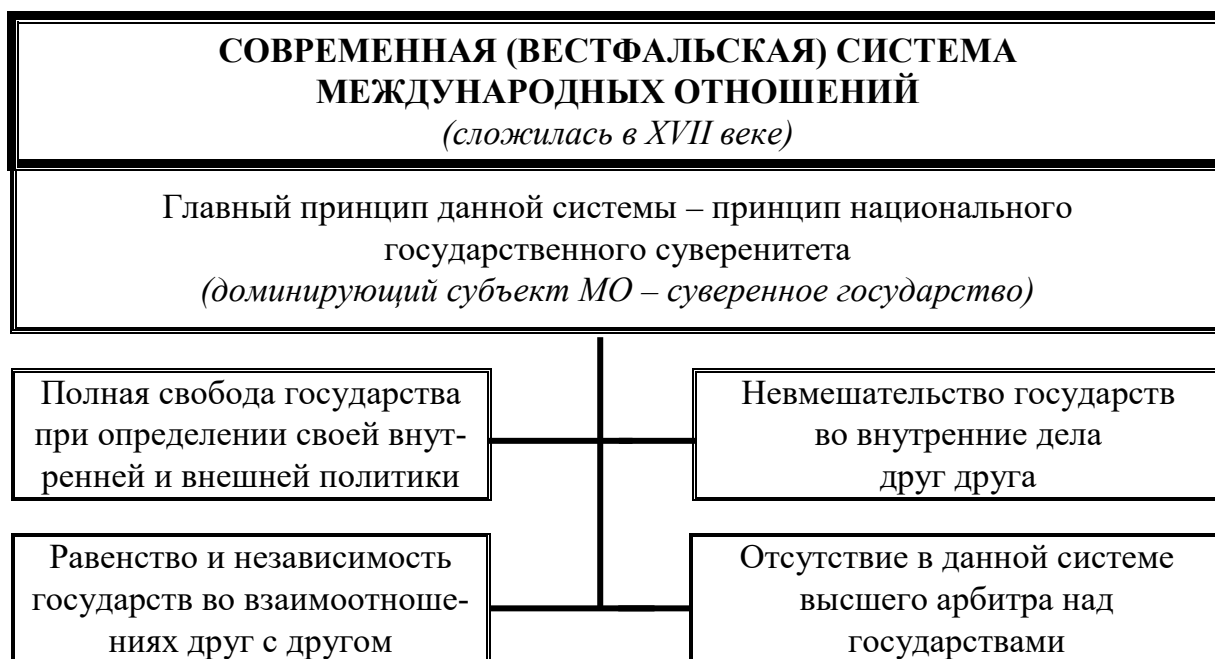 СОВРЕМЕННАЯ (ВЕСТФАЛЬСКАЯ) СИСТЕМА
МЕЖДУНАРОДНЫХ ОТНОШЕНИЙ
(сложилась в XVII веке)
Главный принцип данной системы – принцип национального
государственного суверенитета
(доминирующий субъект МО – суверенное государство)
Полная свобода государства
при определении своей внут-
ренней и внешней политики
Невмешательство государств
во внутренние дела
друг друга
Равенство и независимость
государств во взаимоотноше-
ниях друг с другом
Отсутствие в данной системе
высшего арбитра над
государствами